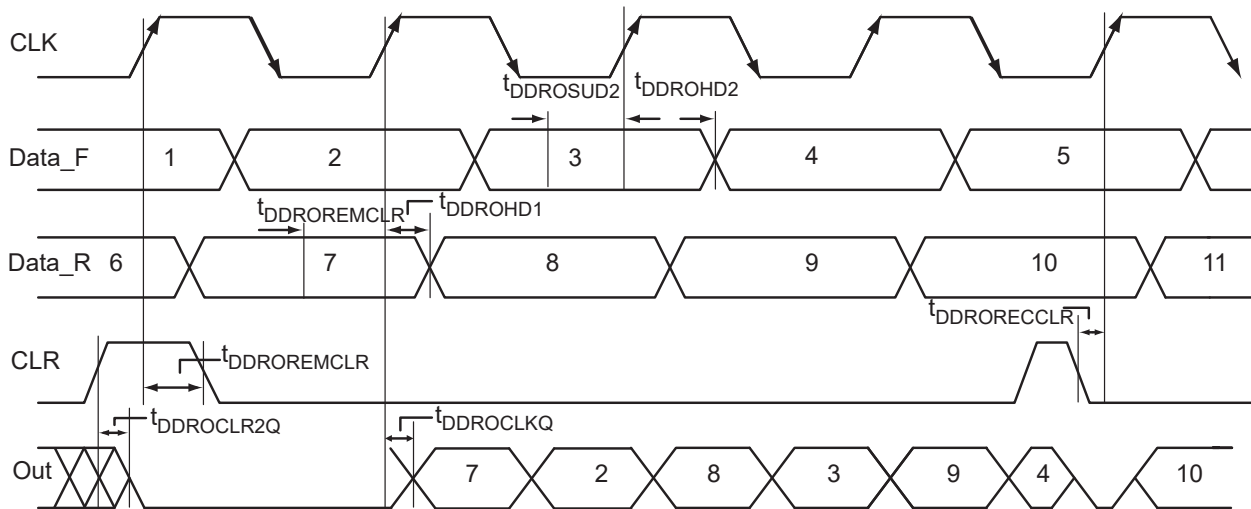 CLK
tDDROSUD2 tDDROHD2
Data_F 1 2 3 4 5
tDDROREMCLR tDDROHD1
Data_R 6 7 8 9 10 11
tDDRORECCLR
CLR
tDDROREMCLR
tDDROCLR2Q tDDROCLKQ
Out 7 2 8 3 9 4 10